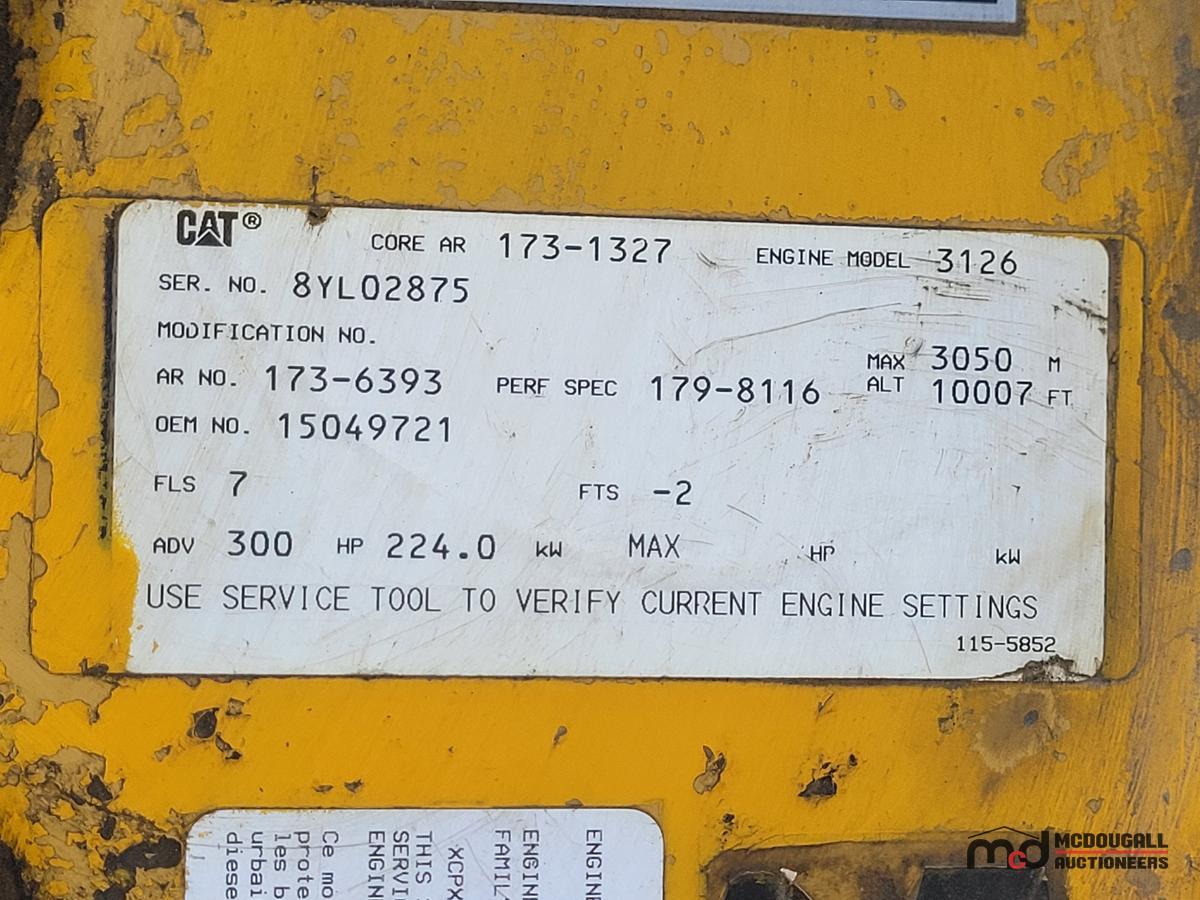 CAT®
CORE AR 173-1327 ENGINE MODEL 3126
SER. NO. 8YL02875
MODIFICATION NO.
AR NO. 173-6393 PERF SPEC 179-8116 MAX ALT 3050 M 10007 FT
OEM NO. 15049721
FLS 7 FTS -2
ADV 300 HP 224.0 kW MAX HP kW
USE SERVICE TOOL TO VERIFY CURRENT ENGINE SETTINGS
115-5852
ENGINE
ENGINE
FAMIL
XCPX
THIS
SERVI
ENGIN
Ce mo
prote
les b
urbai
diese
mcd MCDOUGALL
AUCTIONEERS